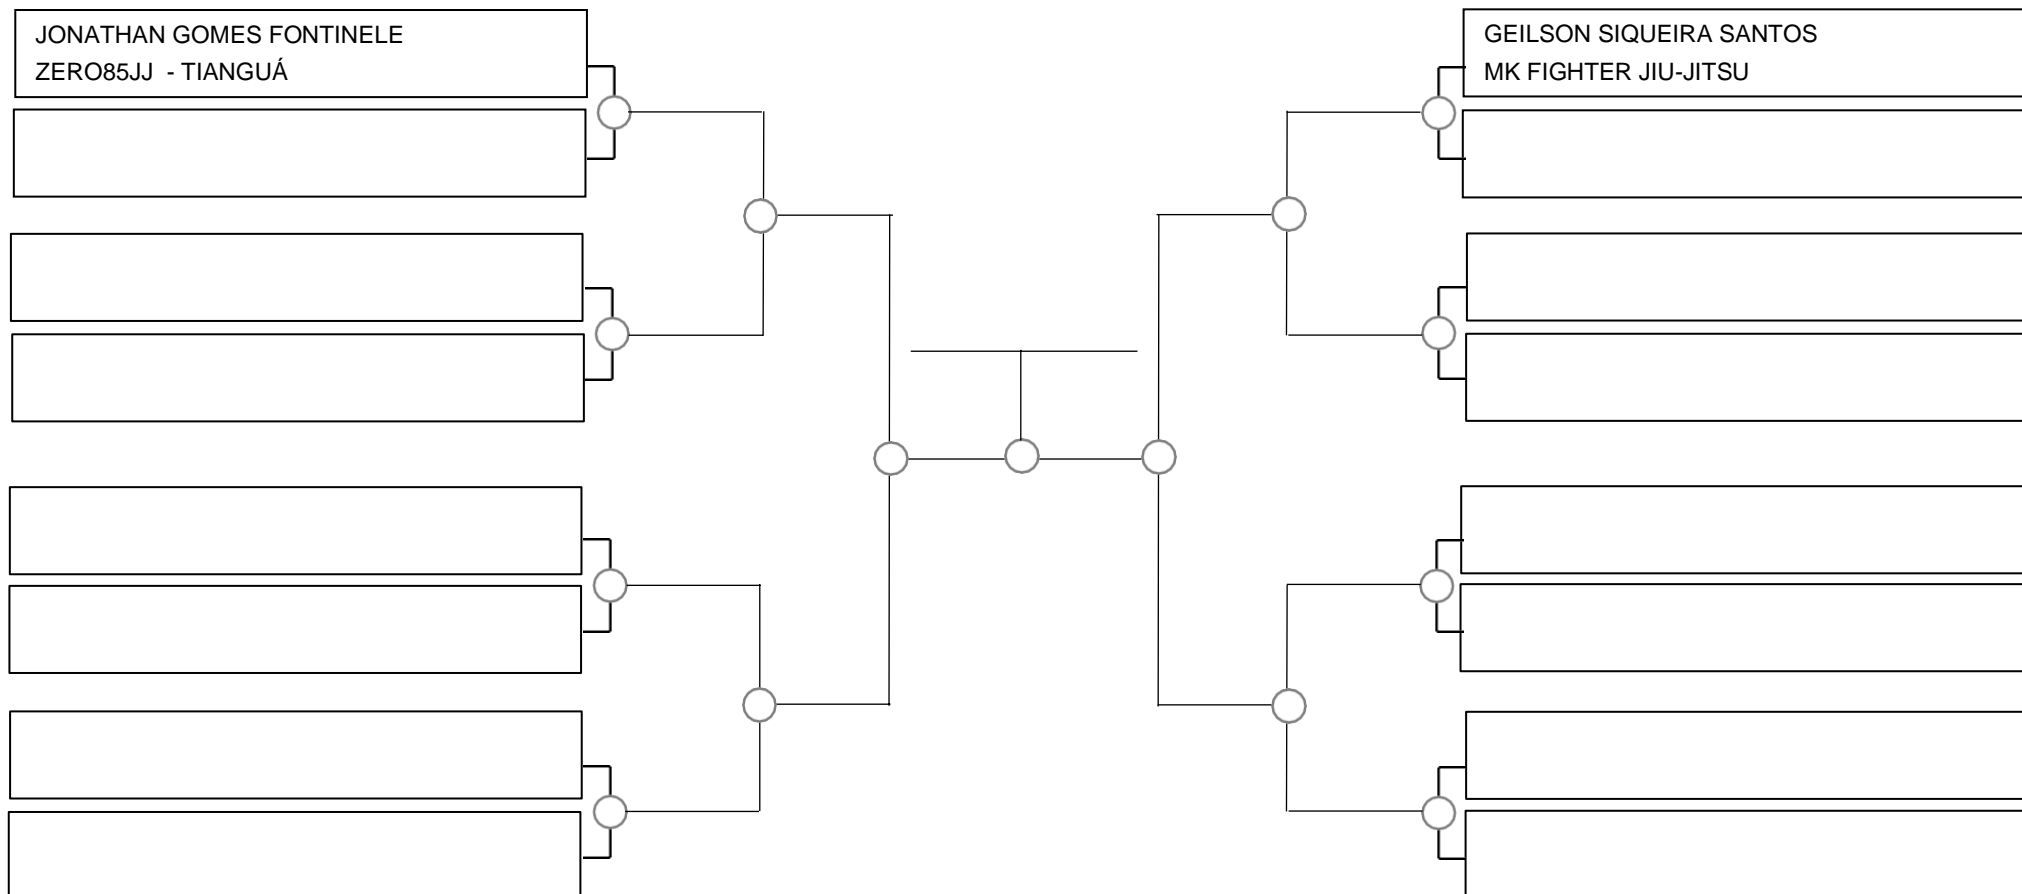 JONATHAN GOMES FONTINELE
ZERO85JJ  - TIANGUÁ
GEILSON SIQUEIRA SANTOS
MK FIGHTER JIU-JITSU